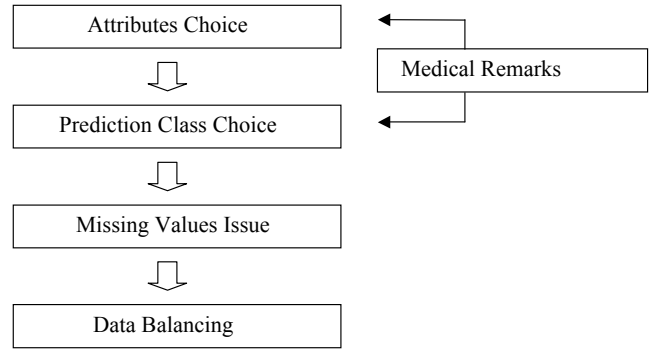 Attributes Choice
Medical Remarks
Prediction Class Choice
Missing Values Issue
Data Balancing